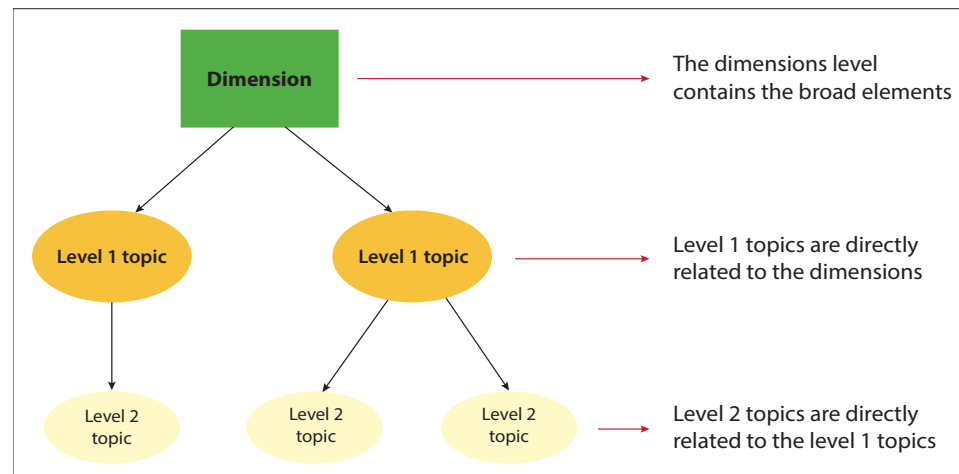 Dimension
The dimensions level
contains the broad elements
Level 1 topic
Level 1 topic
Level 1 topics are directly
related to the dimensions
Level 2
topic
Level 2
topic
Level 2
topic
Level 2 topics are directly
related to the level 1 topics